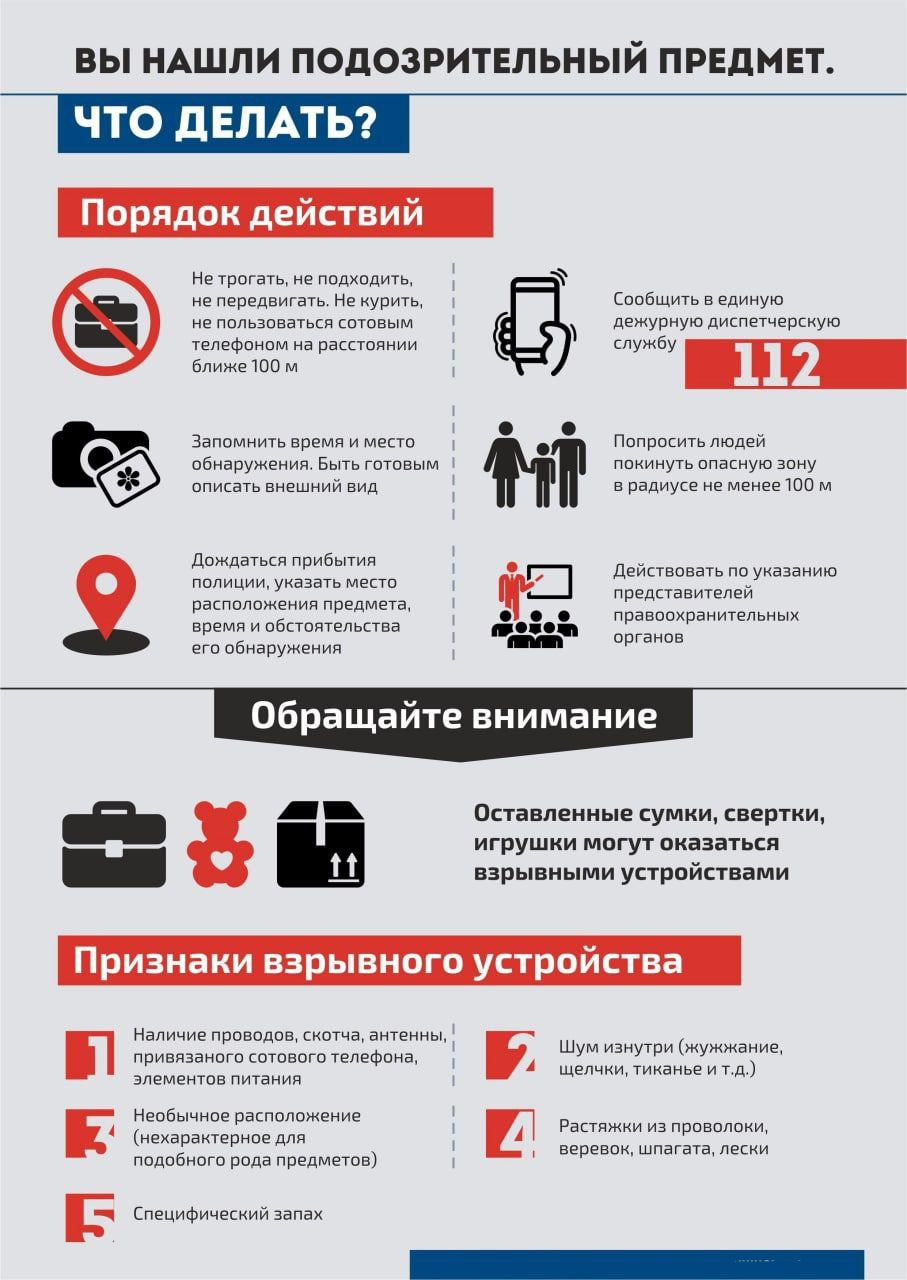 ВЫ НАШЛИ ПОДОЗРИТЕЛЬНЫЙ ПРЕДМЕТ.
ЧТО ДЕЛАТЬ?
Порядок действий
Не трогать, не подходить,
не передвигать. Не курить,
не пользоваться сотовым
телефоном на расстоянии
ближе 100 м
Сообщить в единую
дежурную диспетчерскую
службу
112
Запомнить время и место
обнаружения. Быть готовым
описать внешний вид
Попросить людей
покинуть опасную зону
в радиусе не менее 100 м
Дождаться прибытия
полиции, указать место
расположения предмета,
время и обстоятельства
его обнаружения
Действовать по указанию
представителей
правоохранительных
органов
Обращайте внимание
Оставленные сумки, свертки,
игрушки могут оказаться
взрывными устройствами
Признаки взрывного устройства
1
Наличие проводов, скотча, антенны,
привязаного сотового телефона,
элементов питания
2
Шум изнутри (жужжание,
щелчки, тиканье и т.д.)
3
Необычное расположение
(нехарактерное для
подобного рода предметов)
4
Растяжки из проволоки,
веревок, шпагата, лески
5
Специфический запах